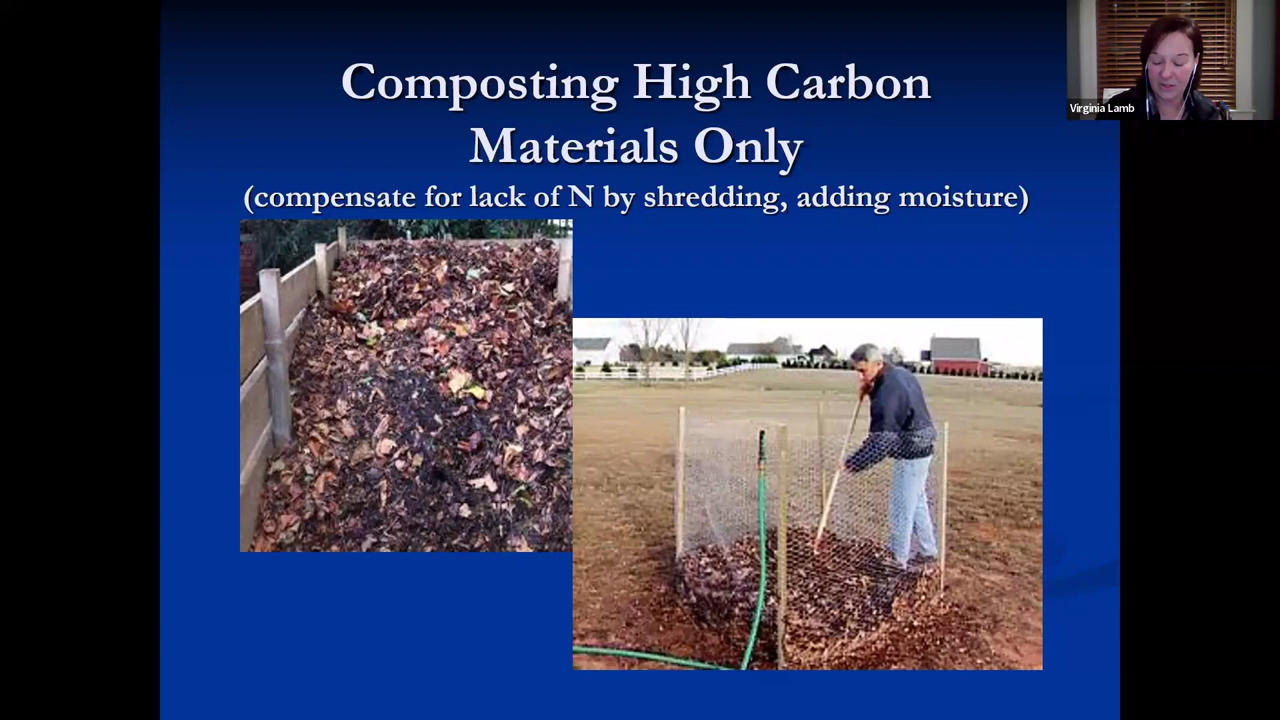 Composting High Carbon
Materials Only
(compensate for lack of N by shredding, adding moisture)
Virginia Lamb